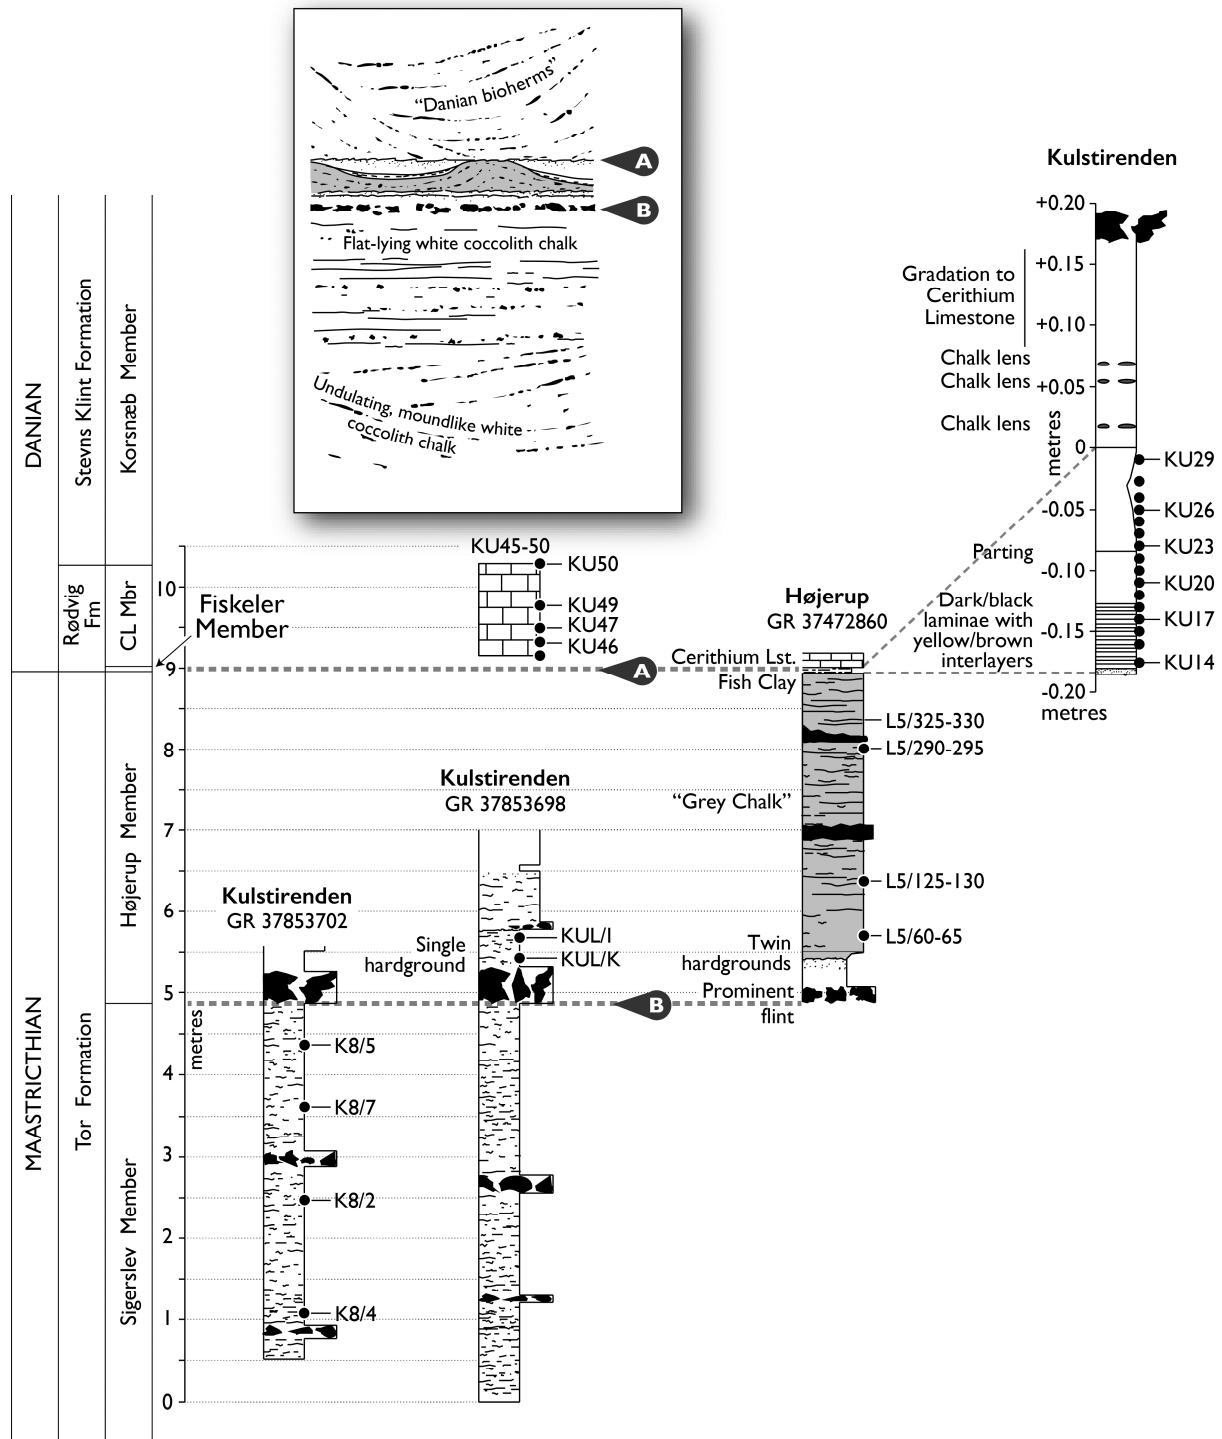 “Danian bioherms”
A
B
Flat-lying white coccolith chalk
Undulating, moundlike white
coccolith chalk
Kulstirenden
+0.20
+0.15
+0.10
+0.05
0
-0.05
-0.10
-0.15
-0.20
metres
metres
Gradation to
Cerithium
Limestone
Chalk lens
Chalk lens
Chalk lens
Parting
Dark/black
laminae with
yellow/brown
interlayers
KU29
KU26
KU23
KU20
KU17
KU14
DANIAN
Stevns Klint Formation
Korsnæb Member
Rødvig
Fm
CL Mbr
Fiskeler
Member
MAASTRICTHIAN
Tor Formation
Højerup Member
Sigerslev Member
10
9
8
7
6
5
4
3
2
1
0
metres
KU45-50
KU50
KU49
KU47
KU46
A
Kulstirenden
GR 37853702
K8/5
K8/7
K8/2
K8/4
Kulstirenden
GR 37853698
Single
hardground
KUL/I
KUL/K
B
Højerup
GR 37472860
Cerithium Lst.
Fish Clay
“Grey Chalk”
Twin
hardgrounds
Prominent
flint
L5/325-330
L5/290-295
L5/125-130
L5/60-65